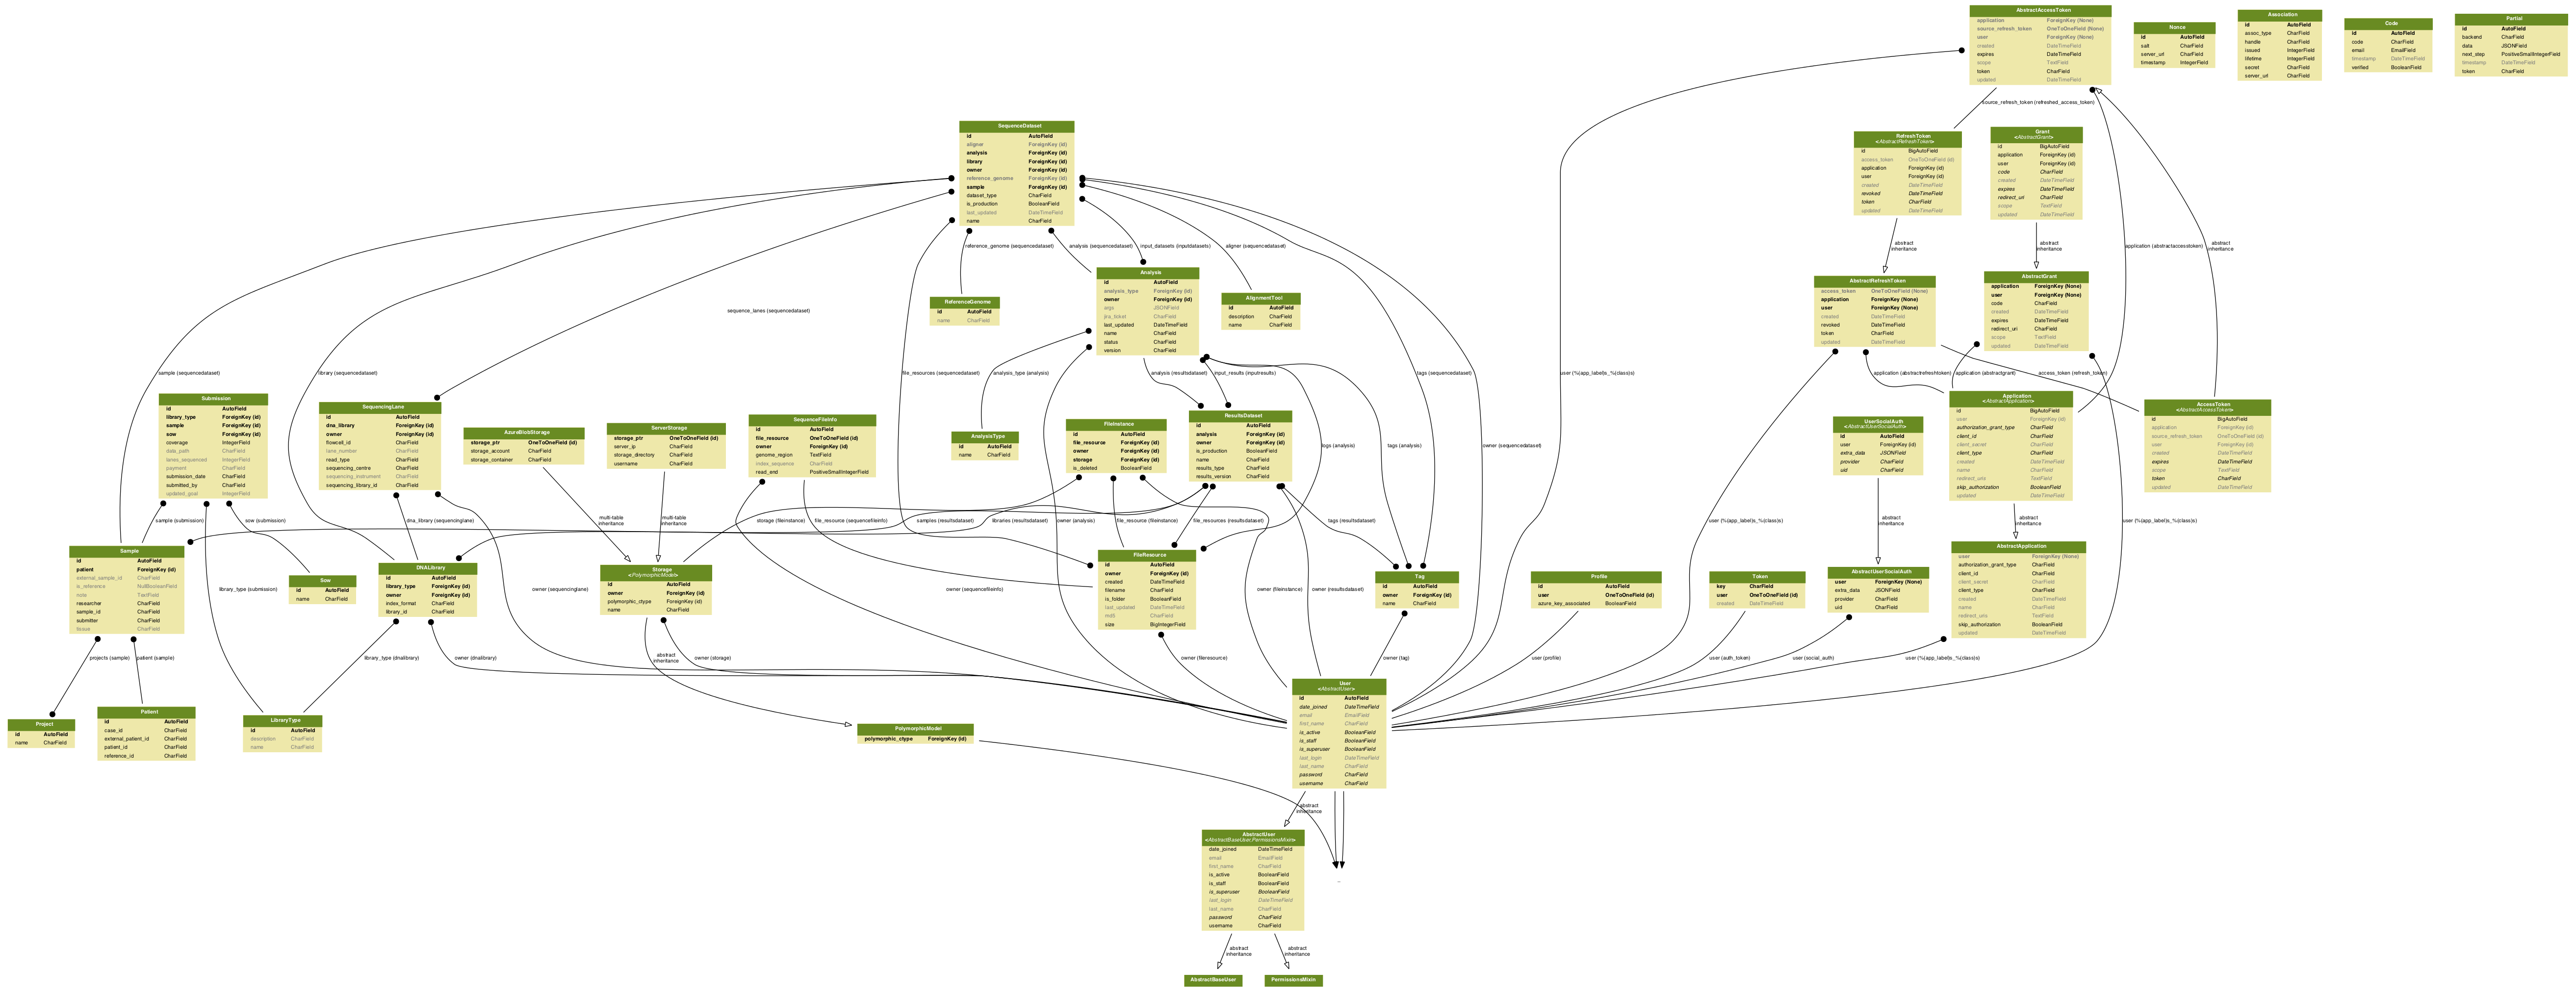 AbstractAccessToken
application ForeignKey (None)
source_refresh_token OneToOneField (None)
user ForeignKey (None)
created DateTimeField
expires DateTimeField
scope TextField
token CharField
updated DateTimeField
Nonce
id AutoField
salt CharField
server_url CharField
timestamp IntegerField
Association
id AutoField
assoc_type CharField
handle CharField
issued IntegerField
lifetime IntegerField
secret CharField
server_url CharField
Code
id AutoField
code CharField
email EmailField
timestamp DateTimeField
verified BooleanField
Partial
id AutoField
backend CharField
data JSONField
next_step PositiveSmallIntegerField
timestamp DateTimeField
token CharField
source_refresh_token (refreshed_access_token)
SequenceDataset
id AutoField
aligner ForeignKey (id)
analysis ForeignKey (id)
library ForeignKey (id)
owner ForeignKey (id)
reference_genome ForeignKey (id)
sample ForeignKey (id)
dataset_type CharField
is_production BooleanField
last_updated DateTimeField
name CharField
RefreshToken
<AbstractRefreshToken>
id BigAutoField
access_token OneToOneField (id)
application ForeignKey (id)
user ForeignKey (id)
created DateTimeField
revoked DateTimeField
token CharField
updated DateTimeField
Grant
<AbstractGrant>
id BigAutoField
application ForeignKey (id)
user ForeignKey (id)
code CharField
created DateTimeField
expires DateTimeField
redirect_uri CharField
scope TextField
updated DateTimeField
reference_genome (sequencedataset)
analysis (sequencedataset)
input_datasets (inputdatasets)
aligner (sequencedataset)
abstract
inheritance
abstract
inheritance
application (abstractaccesstoken)
abstract
inheritance
ReferenceGenome
id AutoField
name CharField
Analysis
id AutoField
analysis_type ForeignKey (id)
owner ForeignKey (id)
args JSONField
jira_ticket CharField
last_updated DateTimeField
name CharField
status CharField
version CharField
AlignmentTool
id AutoField
description CharField
name CharField
AbstractRefreshToken
access_token OneToOneField (None)
application ForeignKey (None)
user ForeignKey (None)
created DateTimeField
revoked DateTimeField
token CharField
updated DateTimeField
AbstractGrant
application ForeignKey (None)
user ForeignKey (None)
code CharField
created DateTimeField
expires DateTimeField
redirect_uri CharField
scope TextField
updated DateTimeField
sequence_lanes (sequencedataset)
sample (sequencedataset)
library (sequencedataset)
file_resources (sequencedataset)
analysis_type (analysis)
analysis (resultsdataset)
input_results (inputresults)
tags (sequencedataset)
user (%(app_label)s_%(class)s)
application (abstractrefreshtoken)
application (abstractgrant)
access_token (refresh_token)
Submission
id AutoField
library_type ForeignKey (id)
sample ForeignKey (id)
sow ForeignKey (id)
coverage IntegerField
data_path CharField
lanes_sequenced IntegerField
payment CharField
submission_date CharField
submitted_by CharField
updated_goal IntegerField
SequencingLane
id AutoField
dna_library ForeignKey (id)
owner ForeignKey (id)
flowcell_id CharField
lane_number CharField
read_type CharField
sequencing_centre CharField
sequencing_instrument CharField
sequencing_library_id CharField
AzureBlobStorage
storage_ptr OneToOneField (id)
storage_account CharField
storage_container CharField
ServerStorage
storage_ptr OneToOneField (id)
server_ip CharField
storage_directory CharField
username CharField
SequenceFileInfo
id AutoField
file_resource OneToOneField (id)
owner ForeignKey (id)
genome_region TextField
index_sequence CharField
read_end PositiveSmallIntegerField
AnalysisType
id AutoField
name CharField
FileInstance
id AutoField
file_resource ForeignKey (id)
owner ForeignKey (id)
storage ForeignKey (id)
is_deleted BooleanField
ResultsDataset
id AutoField
analysis ForeignKey (id)
owner ForeignKey (id)
is_production BooleanField
name CharField
results_type CharField
results_version CharField
tags (analysis)
tags (analysis)
owner (sequencedataset)
UserSocialAuth
<AbstractUserSocialAuth>
id AutoField
user ForeignKey (id)
extra_data JSONField
provider CharField
uid CharField
Application
<AbstractApplication>
id BigAutoField
user ForeignKey (id)
authorization_grant_type CharField
client_id CharField
client_secret CharField
client_type CharField
created DateTimeField
name CharField
redirect_uris TextField
skip_authorization BooleanField
updated DateTimeField
AccessToken
<AbstractAccessToken>
id BigAutoField
application ForeignKey (id)
source_refresh_token OneToOneField (id)
user ForeignKey (id)
created DateTimeField
expires DateTimeField
scope TextField
token CharField
updated DateTimeField
sample (submission)
sow (submission)
dna_library (sequencinglane)
multi-table
inheritance
multi-table
inheritance
storage (fileinstance)
file_resource (sequencefileinfo)
samples (resultsdataset)
libraries (resultsdataset)
owner (analysis)
file_resource (fileinstance)
file_resources (resultsdataset)
tags (resultsdataset)
user (%(app_label)s_%(class)s)
abstract
inheritance
abstract
inheritance
user (%(app_label)s_%(class)s)
Sample
id AutoField
patient ForeignKey (id)
external_sample_id CharField
is_reference NullBooleanField
note TextField
researcher CharField
sample_id CharField
submitter CharField
tissue CharField
library_type (submission)
Sow
id AutoField
name CharField
DNALibrary
id AutoField
library_type ForeignKey (id)
owner ForeignKey (id)
index_format CharField
library_id CharField
owner (sequencinglane)
Storage
<PolymorphicModel>
id AutoField
owner ForeignKey (id)
polymorphic_ctype ForeignKey (id)
name CharField
owner (sequencefileinfo)
FileResource
id AutoField
owner ForeignKey (id)
created DateTimeField
filename CharField
is_folder BooleanField
last_updated DateTimeField
md5 CharField
size BigIntegerField
owner (fileinstance)
owner (resultsdataset)
Tag
id AutoField
owner ForeignKey (id)
name CharField
Profile
id AutoField
user OneToOneField (id)
azure_key_associated BooleanField
Token
key CharField
user OneToOneField (id)
created DateTimeField
AbstractUserSocialAuth
user ForeignKey (None)
extra_data JSONField
provider CharField
uid CharField
AbstractApplication
user ForeignKey (None)
authorization_grant_type CharField
client_id CharField
client_secret CharField
client_type CharField
created DateTimeField
name CharField
redirect_uris TextField
skip_authorization BooleanField
updated DateTimeField
projects (sample)
patient (sample)
library_type (dnalibrary)
owner (dnalibrary)
abstract
inheritance
owner (storage)
owner (fileresource)
owner (tag)
user (profile)
user (auth_token)
user (social_auth)
user (%(app_label)s_%(class)s)
Project
id AutoField
name CharField
Patient
id AutoField
case_id CharField
external_patient_id CharField
patient_id CharField
reference_id CharField
LibraryType
id AutoField
description CharField
name CharField
PolymorphicModel
polymorphic_ctype ForeignKey (id)
User
<AbstractUser>
id AutoField
date_joined DateTimeField
email EmailField
first_name CharField
is_active BooleanField
is_staff BooleanField
is_superuser BooleanField
last_login DateTimeField
last_name CharField
password CharField
username CharField
abstract
inheritance
AbstractUser
<AbstractBaseUser,PermissionsMixin>
date_joined DateTimeField
email EmailField
first_name CharField
is_active BooleanField
is_staff BooleanField
is_superuser BooleanField
last_login DateTimeField
last_name CharField
password CharField
username CharField
abstract
inheritance
abstract
inheritance
AbstractBaseUser
PermissionsMixin